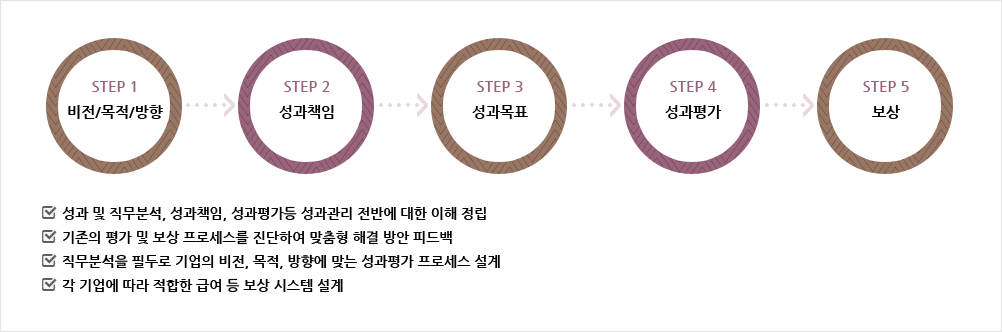 STEP 1
비전/목적/방향
STEP 2
성과책임
STEP 3
성과목표
STEP 4
성과평가
STEP 5
보상
성과 및 직무분석, 성과책임, 성과평가등 성과관리 전반에 대한 이해 정립
기존의 평가 및 보상 프로세스를 진단하여 맞춤형 해결 방안 피드백
직무분석을 필두로 기업의 비전, 목적, 방향에 맞는 성과평가 프로세스 설계
각 기업에 따라 적합한 급여 등 보상 시스템 설계